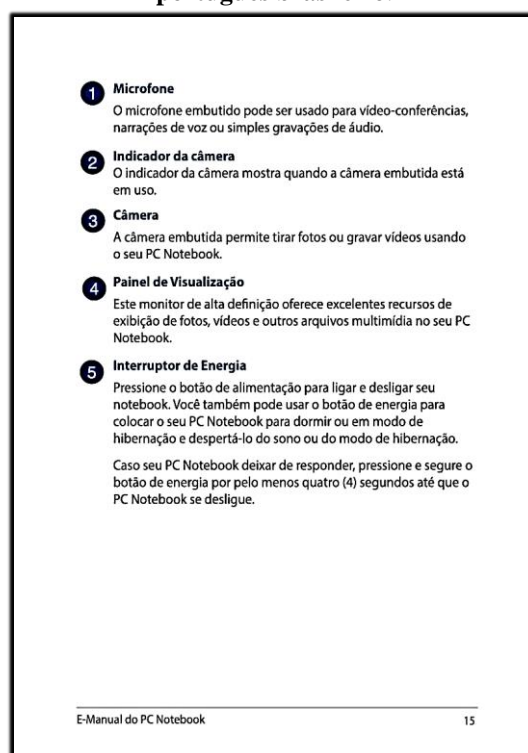 1 Microfone
O microfone embutido pode ser usado para vídeo-conferências,
narrações de voz ou simples gravações de áudio.
2 Indicador da câmera
O indicador da câmera mostra quando a câmera embutida está
em uso.
3 Câmera
A câmera embutida permite tirar fotos ou gravar vídeos usando
o seu PC Notebook.
4 Painel de Visualização
Este monitor de alta definição oferece excelentes recursos de
exibição de fotos, vídeos e outros arquivos multimídia no seu PC
Notebook.
5 Interruptor de Energia
Pressione o botão de alimentação para ligar e desligar seu
notebook. Você também pode usar o botão de energia para
colocar o seu PC Notebook para dormir ou em modo de
hibernação e despertá-lo do sono ou do modo de hibernação.
Caso seu PC Notebook deixar de responder, pressione e segure o
botão de energia por pelo menos quatro (4) segundos até que o
PC Notebook se desligue.
E-Manual do PC Notebook 15